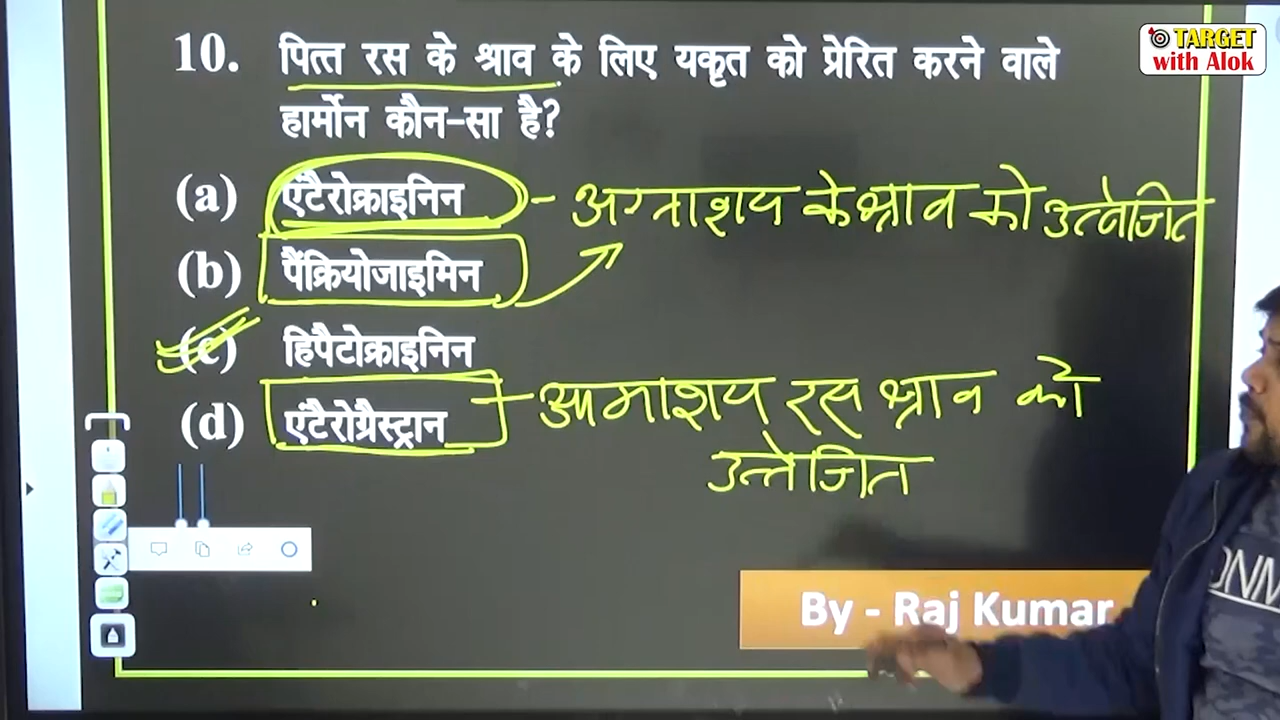 TARGET
with Alok
10. पित्त रस के श्राव के लिए यकृत को प्रेरित करने वाले
हार्मोन कौन-सा है?
(a) एंटैरोक्राइनिन - अग्नाशय के श्राव को उत्तेजित
(b) पैंक्रियोजाइमिन
(c) हिपैटोक्राइनिन
(d) एंटैरोग्रैस्ट्रान - आमाशय रस श्राव को
उत्तेजित
By - Raj Kumar